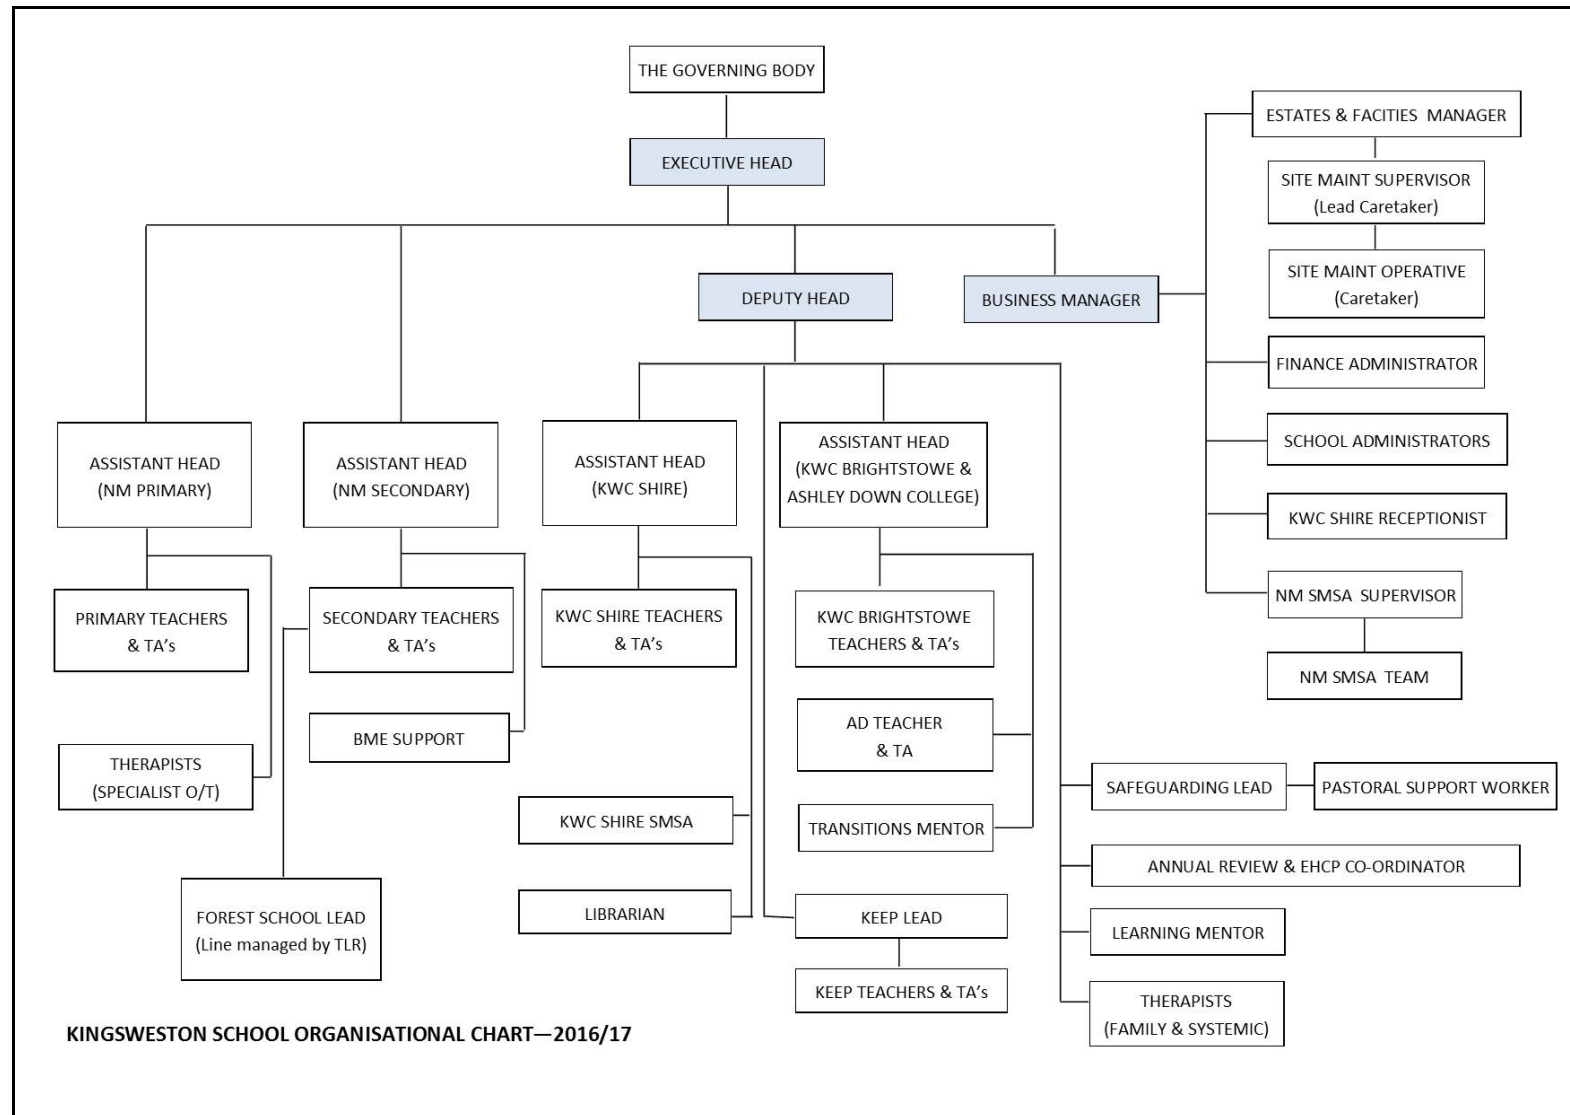 THE GOVERNING BODY
EXECUTIVE HEAD
DEPUTY HEAD
BUSINESS MANAGER
ESTATES & FACITIES  MANAGER
SITE MAINT SUPERVISOR
(Lead Caretaker)
SITE MAINT OPERATIVE
(Caretaker)
FINANCE ADMINISTRATOR
SCHOOL ADMINISTRATORS
KWC SHIRE RECEPTIONIST
NM SMSA SUPERVISOR
NM SMSA  TEAM
ASSISTANT HEAD
(NM PRIMARY)
PRIMARY TEACHERS
& TA’s
THERAPISTS
(SPECIALIST O/T)
ASSISTANT HEAD
(NM SECONDARY)
SECONDARY TEACHERS
& TA’s
BME SUPPORT
FOREST SCHOOL LEAD
(Line managed by TLR)
ASSISTANT HEAD
(KWC SHIRE)
KWC SHIRE TEACHERS
& TA’s
KWC SHIRE SMSA
LIBRARIAN
ASSISTANT HEAD
(KWC BRIGHTSTOWE &
ASHLEY DOWN COLLEGE)
KWC BRIGHTSTOWE
TEACHERS & TA’s
AD TEACHER
& TA
TRANSITIONS MENTOR
KEEP LEAD
KEEP TEACHERS & TA’s
SAFEGUARDING LEAD
PASTORAL SUPPORT WORKER
ANNUAL REVIEW & EHCP CO-ORDINATOR
LEARNING MENTOR
THERAPISTS
(FAMILY & SYSTEMIC)
KINGSWESTON SCHOOL ORGANISATIONAL CHART—2016/17